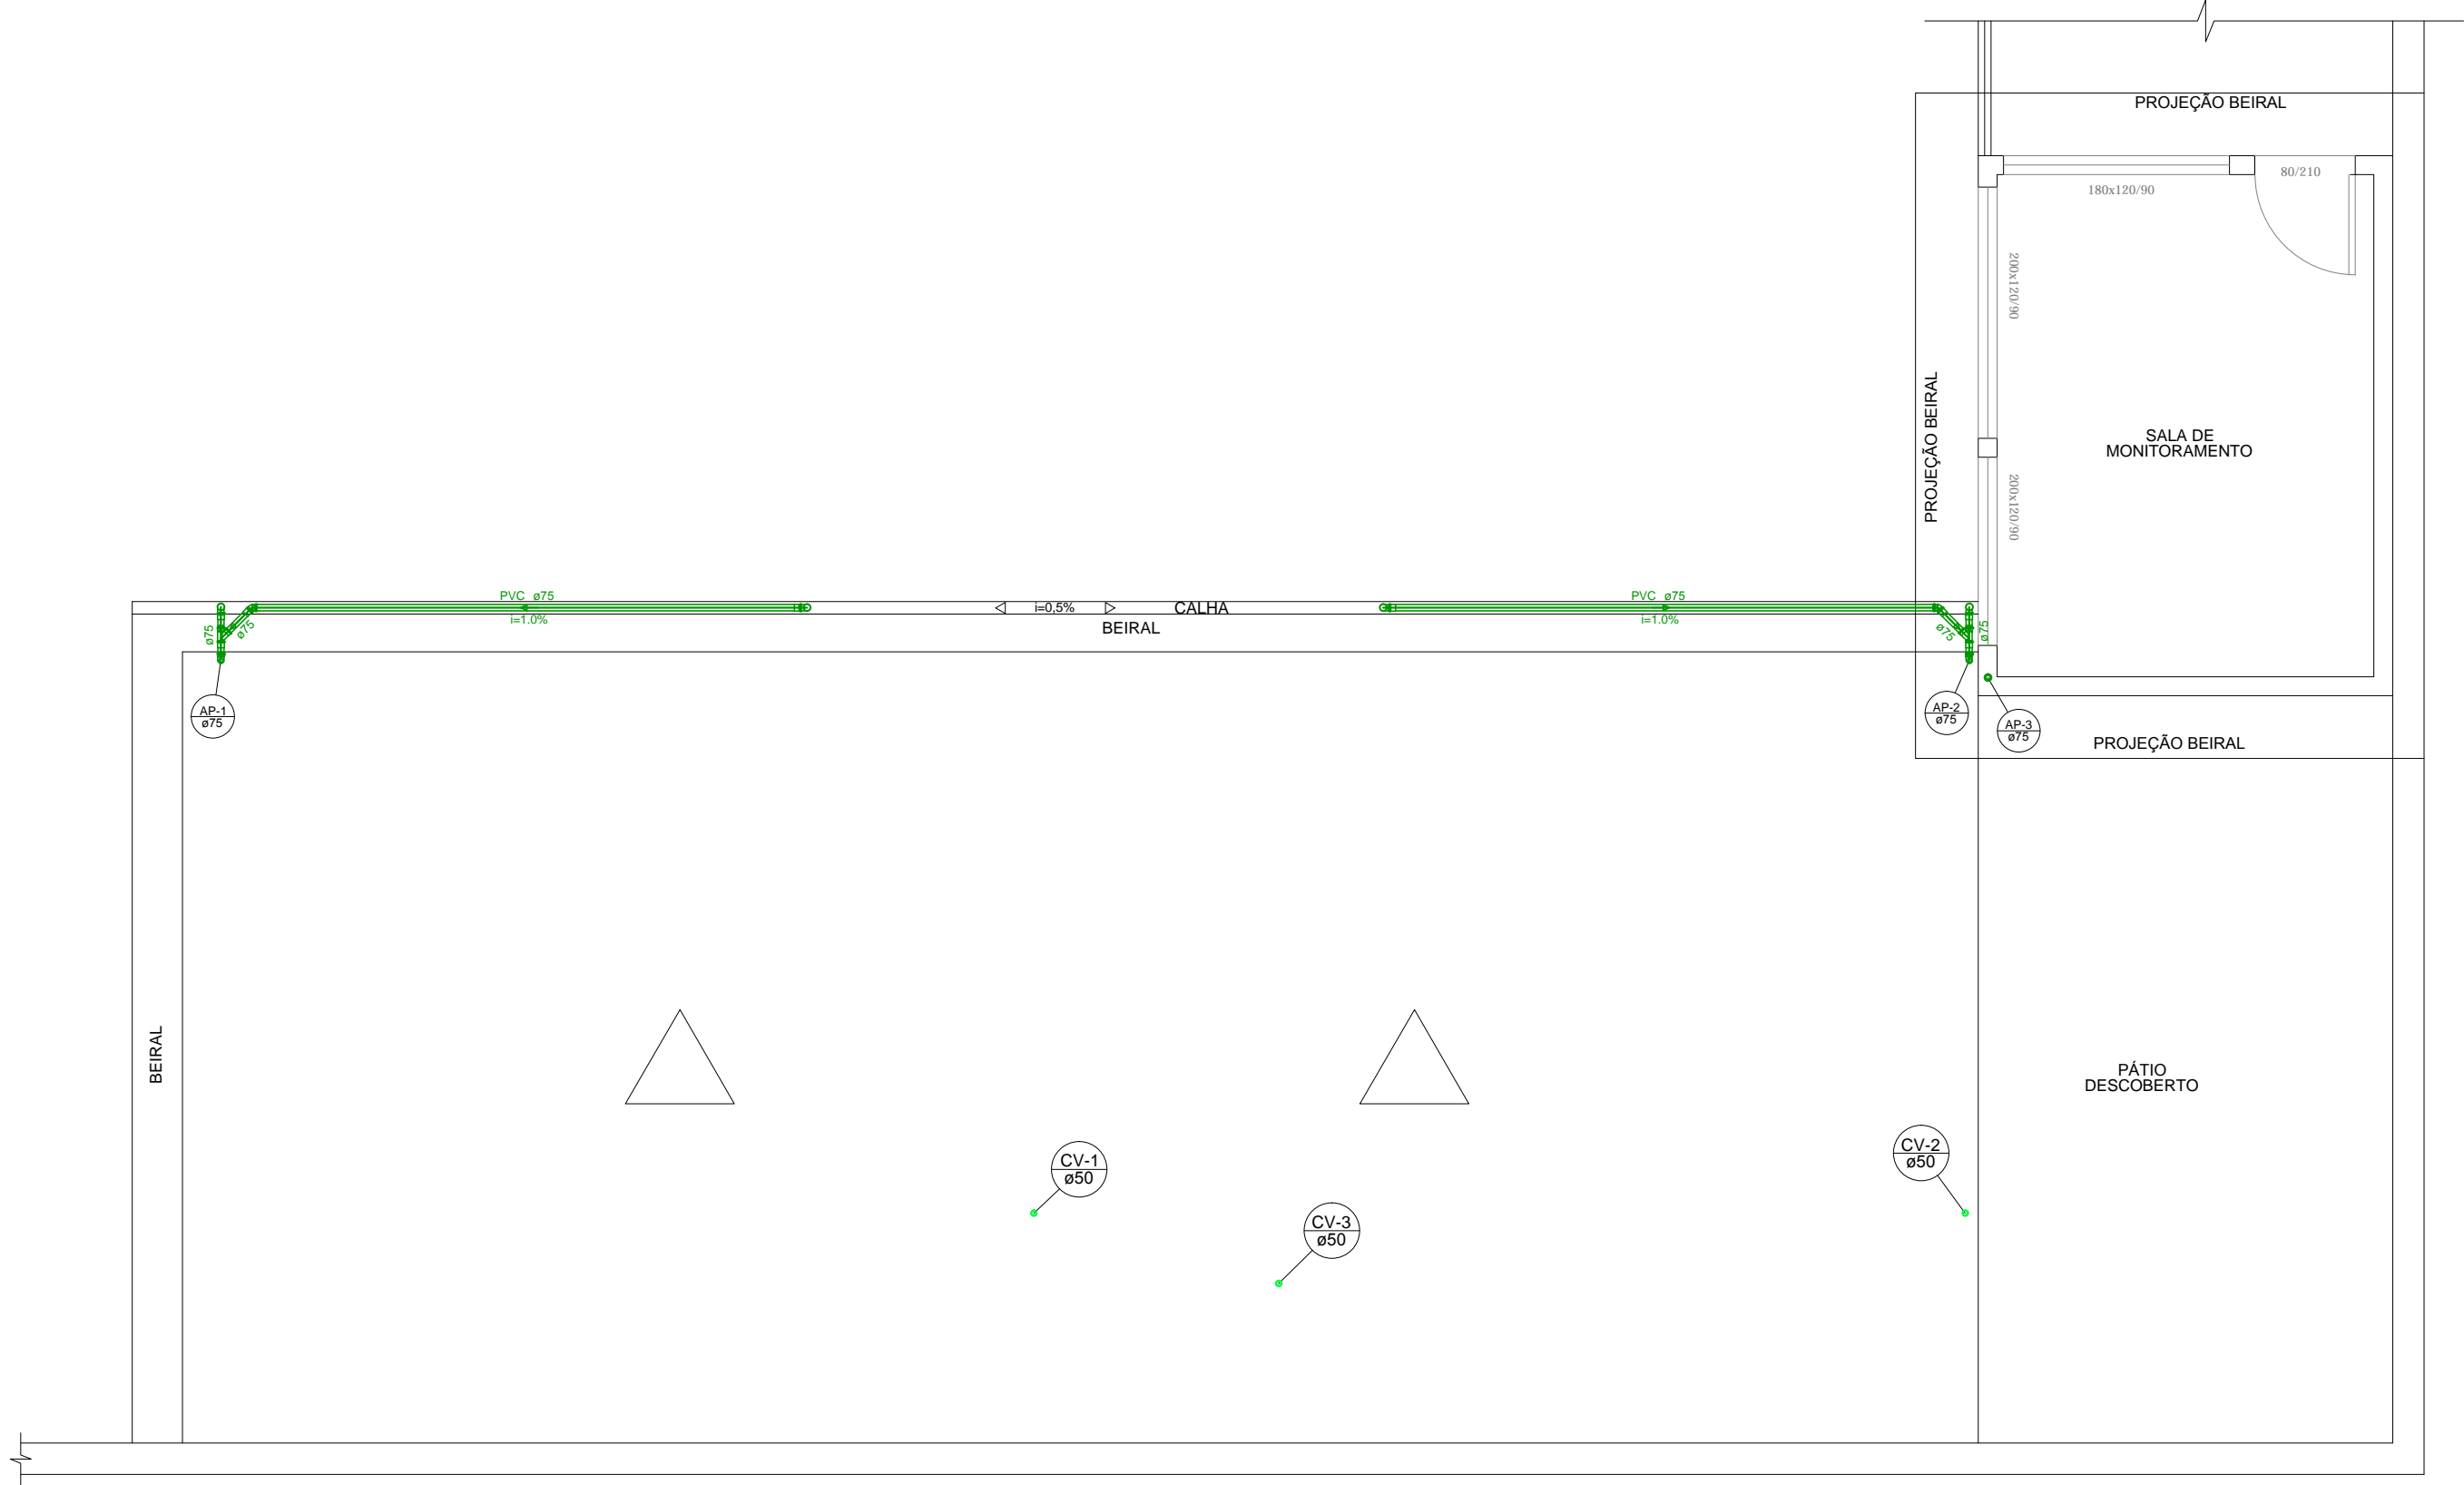 PROJEÇÃO BEIRAL
80/210
180x120/90
200x120/90
PROJEÇÃO BEIRAL
SALA DE
MONITORAMENTO
200x120/90
PVC ø75
i=1.0%
ø75
ø75
i=0,5%
CALHA
BEIRAL
PVC ø75
i=1.0%
ø75
ø75
AP-1
ø75
AP-2
ø75
AP-3
ø75
PROJEÇÃO BEIRAL
BEIRAL
PÁTIO
DESCOBERTO
CV-1
ø50
CV-2
ø50
CV-3
ø50